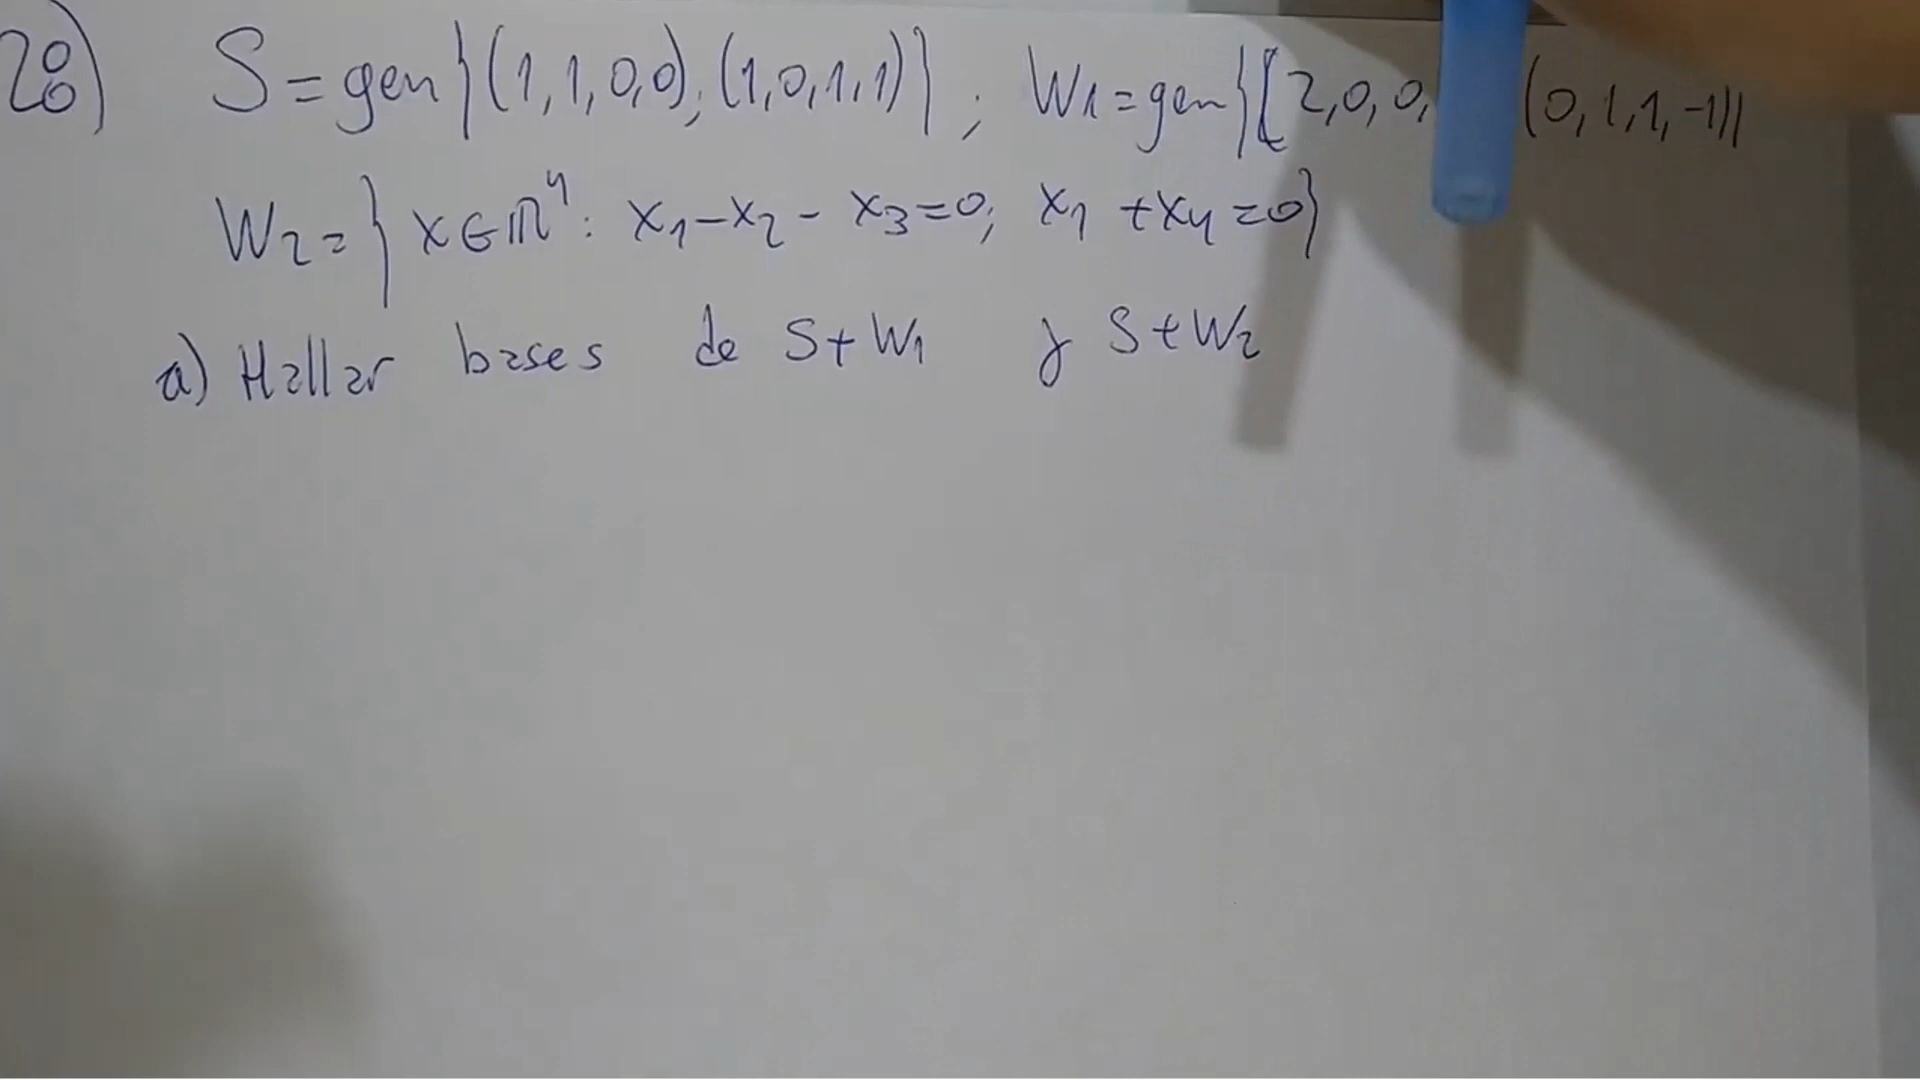 20) S = gen {(1,1,0,0), (1,0,1,1)} ; W1 = gen {(2,0,0, (0,1,1,-1)}
W2 = { x ∈ ℝ⁴ : x1 - x2 - x3 = 0; x1 + x4 = 0}
a) Hallar bases de S + W1 y S + W2